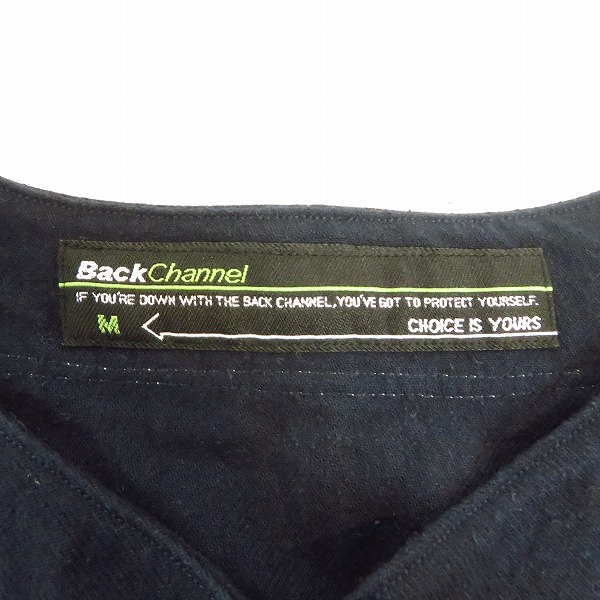 BackChannel
IF YOU'RE DOWN WITH THE BACK CHANNEL, YOU'VE GOT TO PROTECT YOURSELF.
M CHOICE IS YOURS